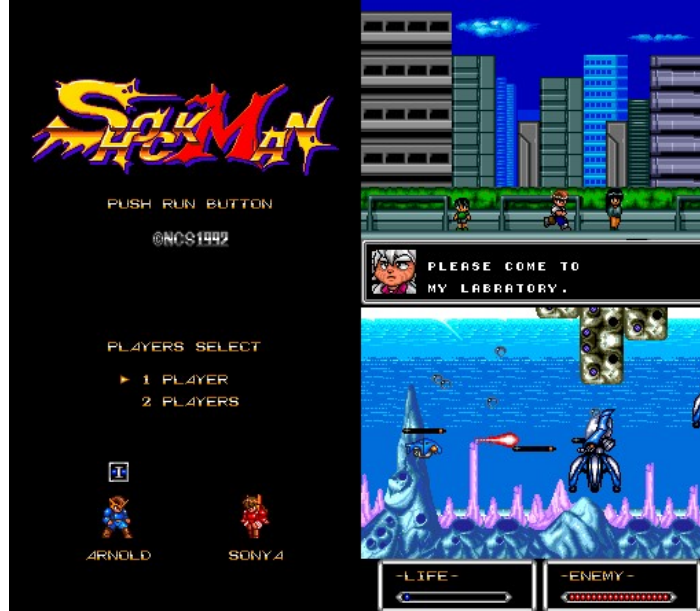 SHOCKMAN
PUSH RUN BUTTON
©NCS1992
PLAYERS SELECT
1 PLAYER
2 PLAYERS
I
ARNOLD
SONYA
PLEASE COME TO
MY LABRATORY.
-LIFE-
-ENEMY-